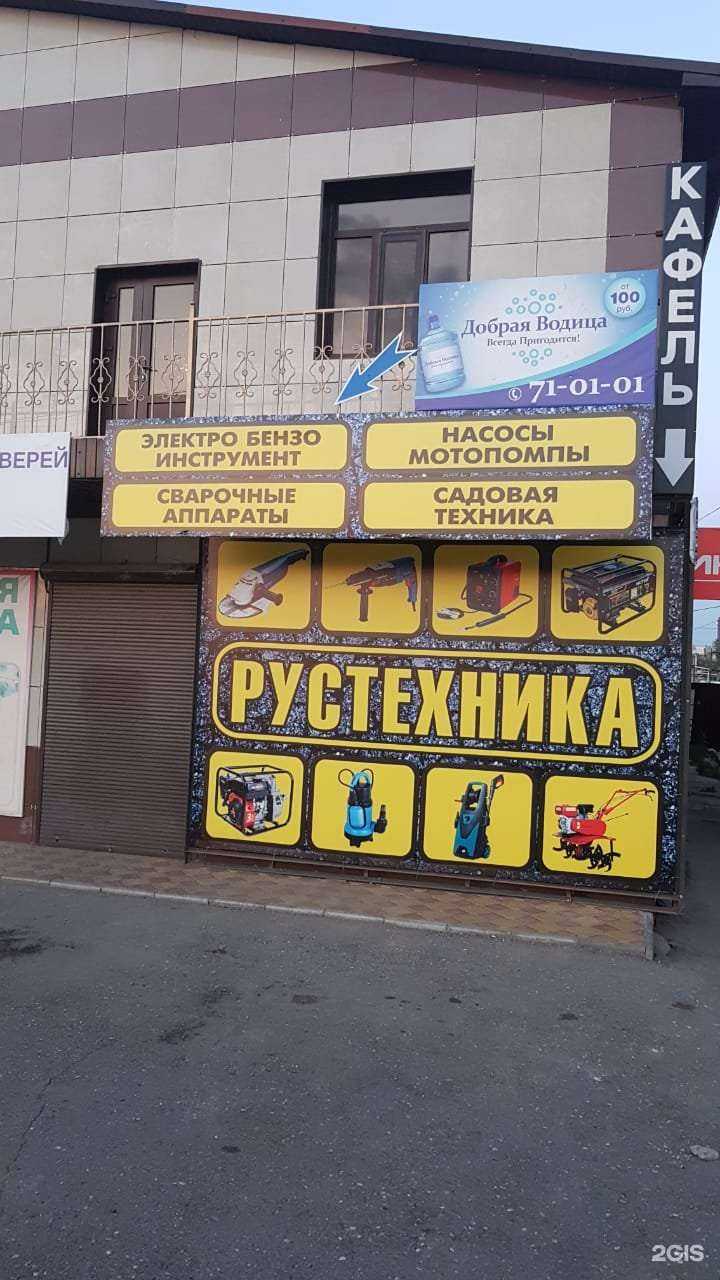 КАФЕЛЬ
от
100
руб.
Добрая Водица
Всегда Пригодится!
71-01-01
ВЕРЕЙ
ЭЛЕКТРО БЕНЗО
ИНСТРУМЕНТ
НАСОСЫ
МОТОПОМПЫ
СВАРОЧНЫЕ
АППАРАТЫ
САДОВАЯ
ТЕХНИКА
Я
А
РУСТЕХНИКА
2GIS